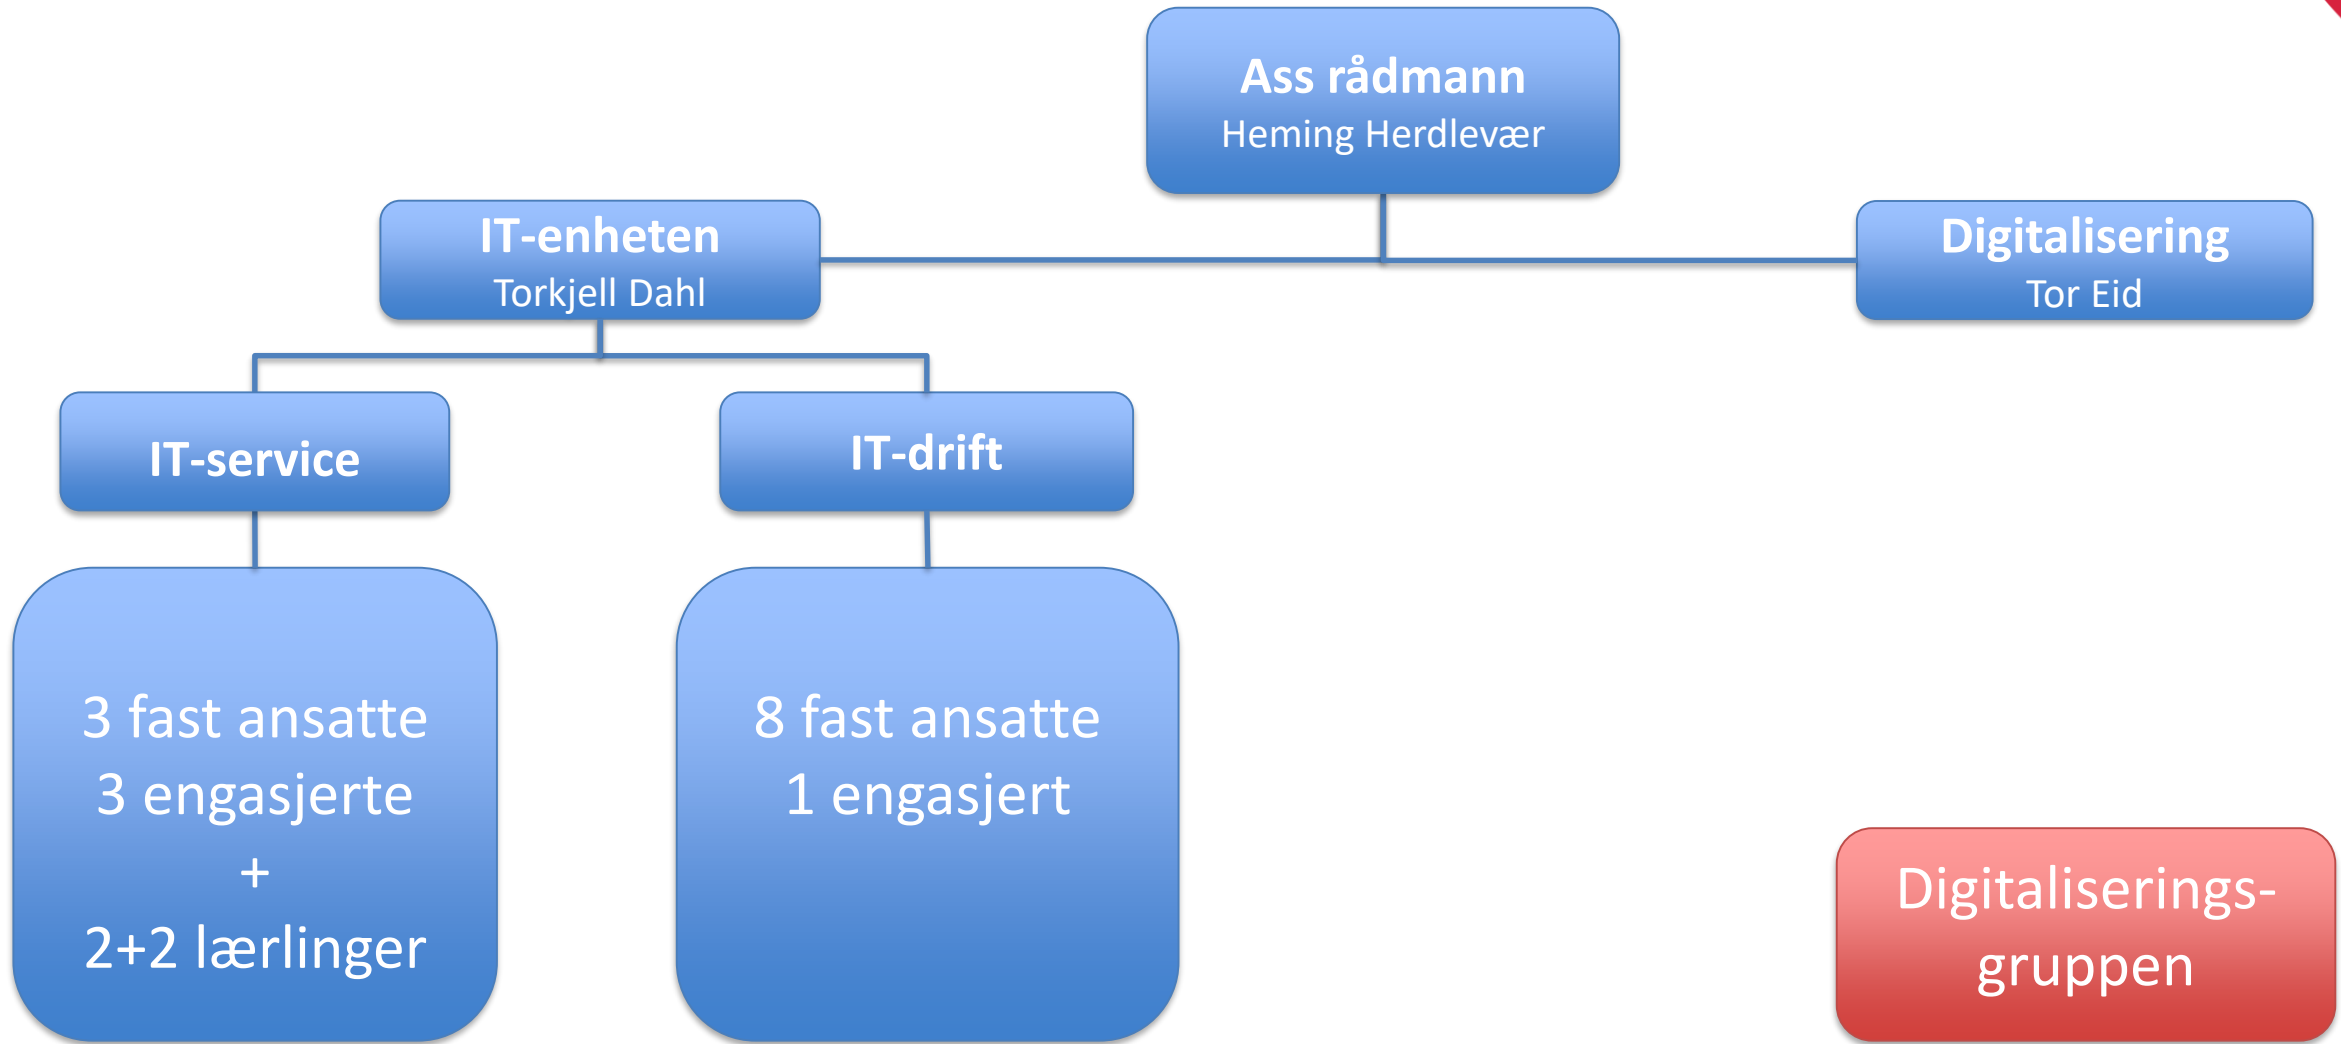 Ass rådmann
Heming Herdlevær
IT-enheten
Torkjell Dahl
Digitalisering
Tor Eid
IT-service
IT-drift
3 fast ansatte
3 engasjerte
+
2+2 lærlinger
8 fast ansatte
1 engasjert
Digitaliserings-
gruppen